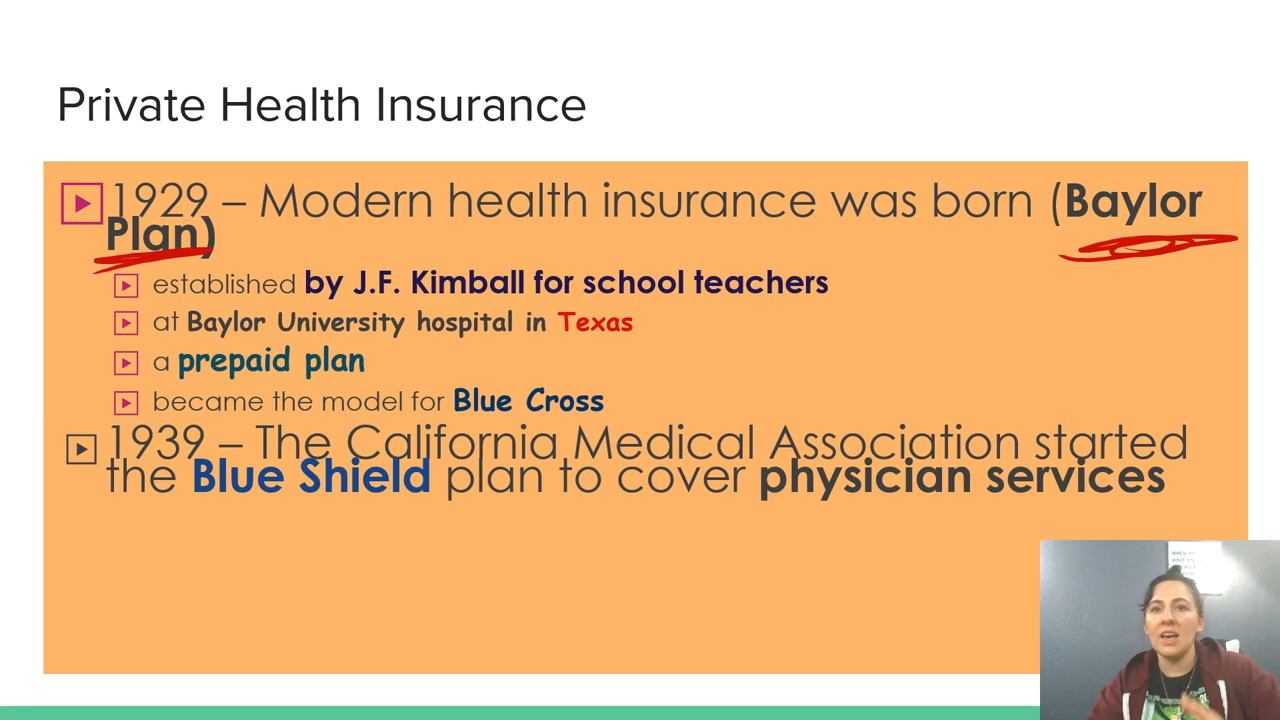 Private Health Insurance
1929 – Modern health insurance was born (Baylor
Plan)
established by J.F. Kimball for school teachers
at Baylor University hospital in Texas
a prepaid plan
became the model for Blue Cross
1939 – The California Medical Association started
the Blue Shield plan to cover physician services